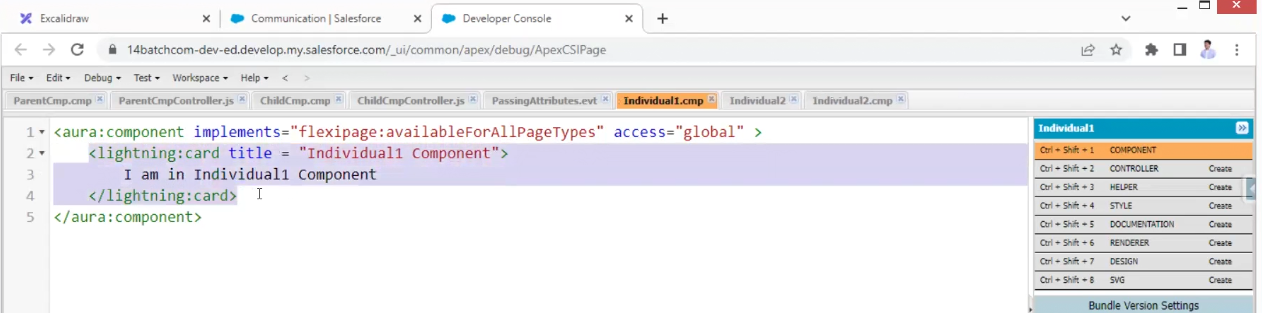 Excalidraw
Communication | Salesforce
Developer Console
14batchcom-dev-ed.develop.my.salesforce.com/_ui/common/apex/debug/ApexCSIPage
File Edit Debug Test Workspace Help < >
ParentCmp.cmp ParentCmpController.js ChildCmp.cmp ChildCmpController.js PassingAttributes.evt Individual1.cmp Individual2 Individual2.cmp
1 <aura:component implements="flexipage:availableForAllPageTypes" access="global" >
2 <lightning:card title = "Individual1 Component">
3 I am in Individual1 Component
4 </lightning:card>
5 </aura:component>
Individual1
Ctrl + Shift + 1 COMPONENT
Ctrl + Shift + 2 CONTROLLER Create
Ctrl + Shift + 3 HELPER Create
Ctrl + Shift + 4 STYLE Create
Ctrl + Shift + 5 DOCUMENTATION Create
Ctrl + Shift + 6 RENDERER Create
Ctrl + Shift + 7 DESIGN Create
Ctrl + Shift + 8 SVG Create
Bundle Version Settings